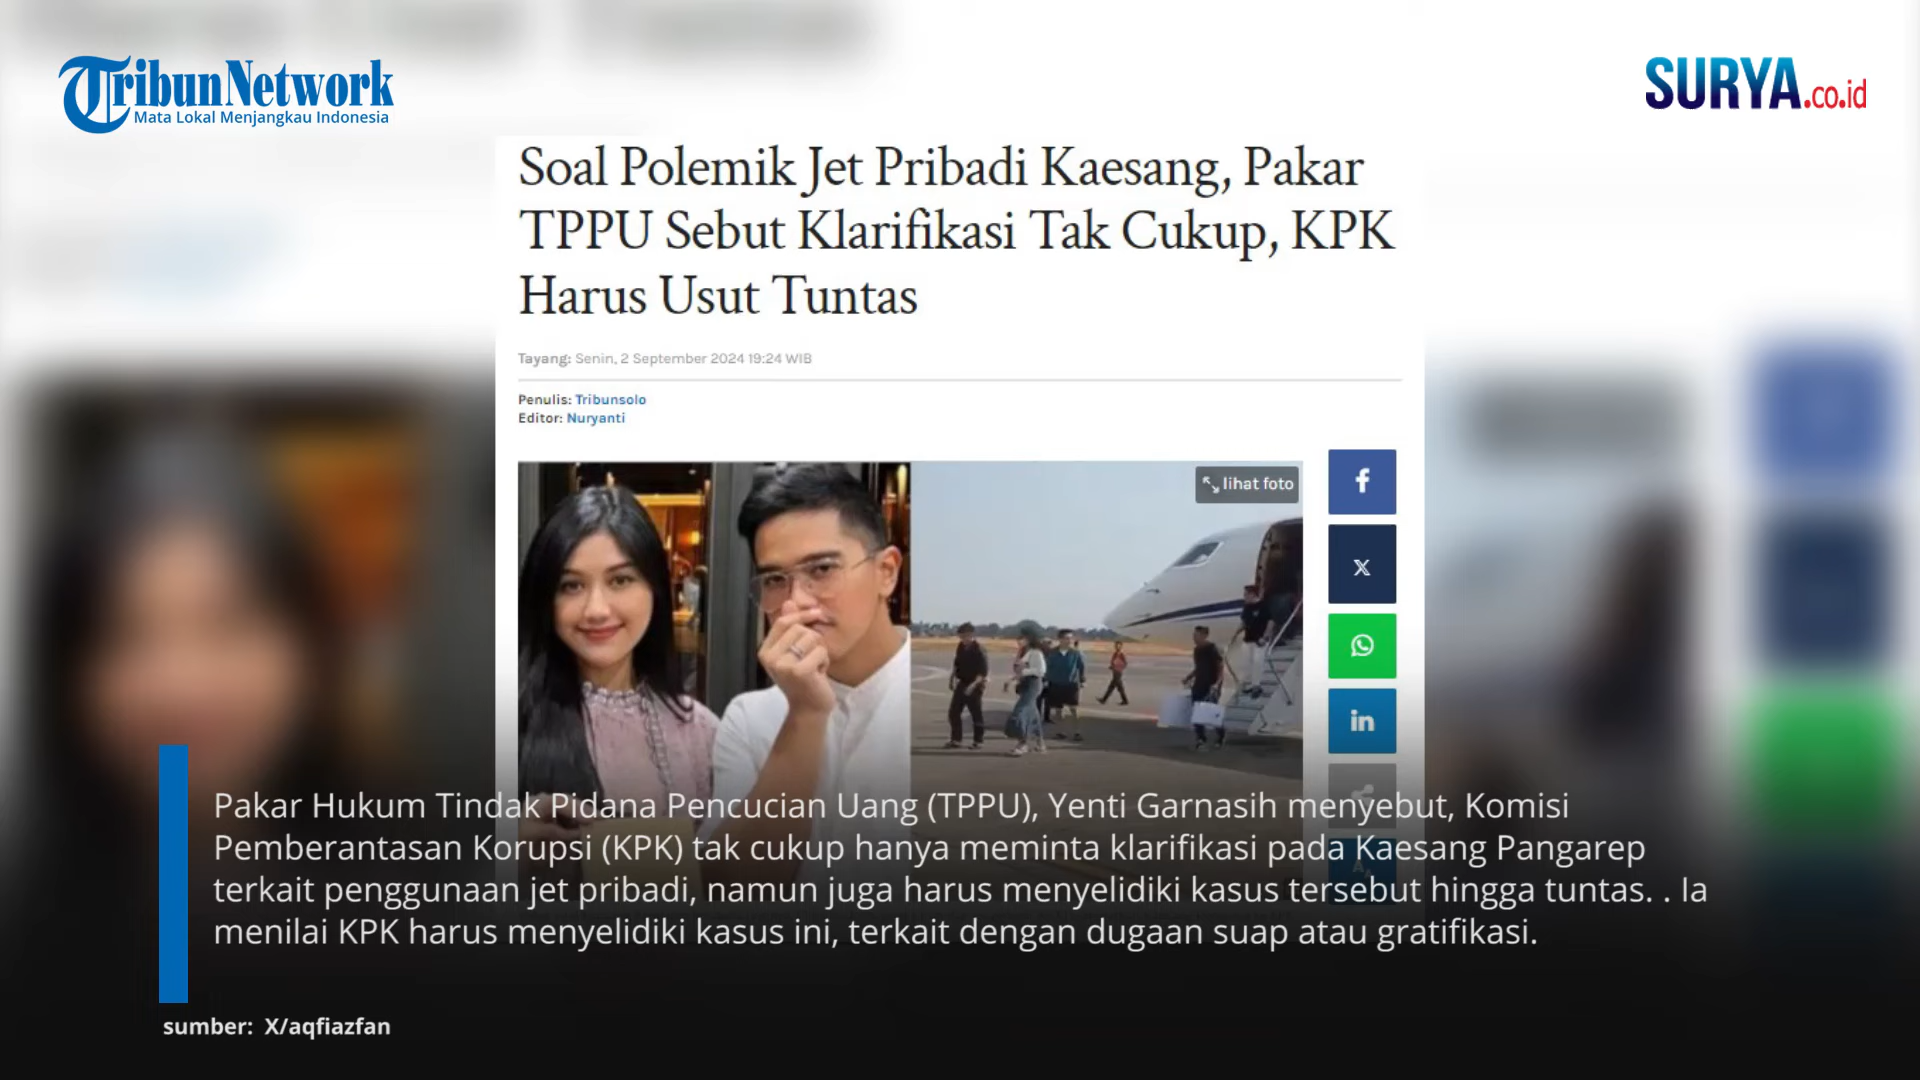 TribunNetwork
Mata Lokal Menjangkau Indonesia
SURYA.co.id
Soal Polemik Jet Pribadi Kaesang, Pakar
TPPU Sebut Klarifikasi Tak Cukup, KPK
Harus Usut Tuntas
Tayang: Senin, 2 September 2024 19:24 WIB
Penulis: Tribunsolo
Editor: Nuryanti
lihat foto
Pakar Hukum Tindak Pidana Pencucian Uang (TPPU), Yenti Garnasih menyebut, Komisi
Pemberantasan Korupsi (KPK) tak cukup hanya meminta klarifikasi pada Kaesang Pangarep
terkait penggunaan jet pribadi, namun juga harus menyelidiki kasus tersebut hingga tuntas. . Ia
menilai KPK harus menyelidiki kasus ini, terkait dengan dugaan suap atau gratifikasi.
sumber: X/aqfiazfan